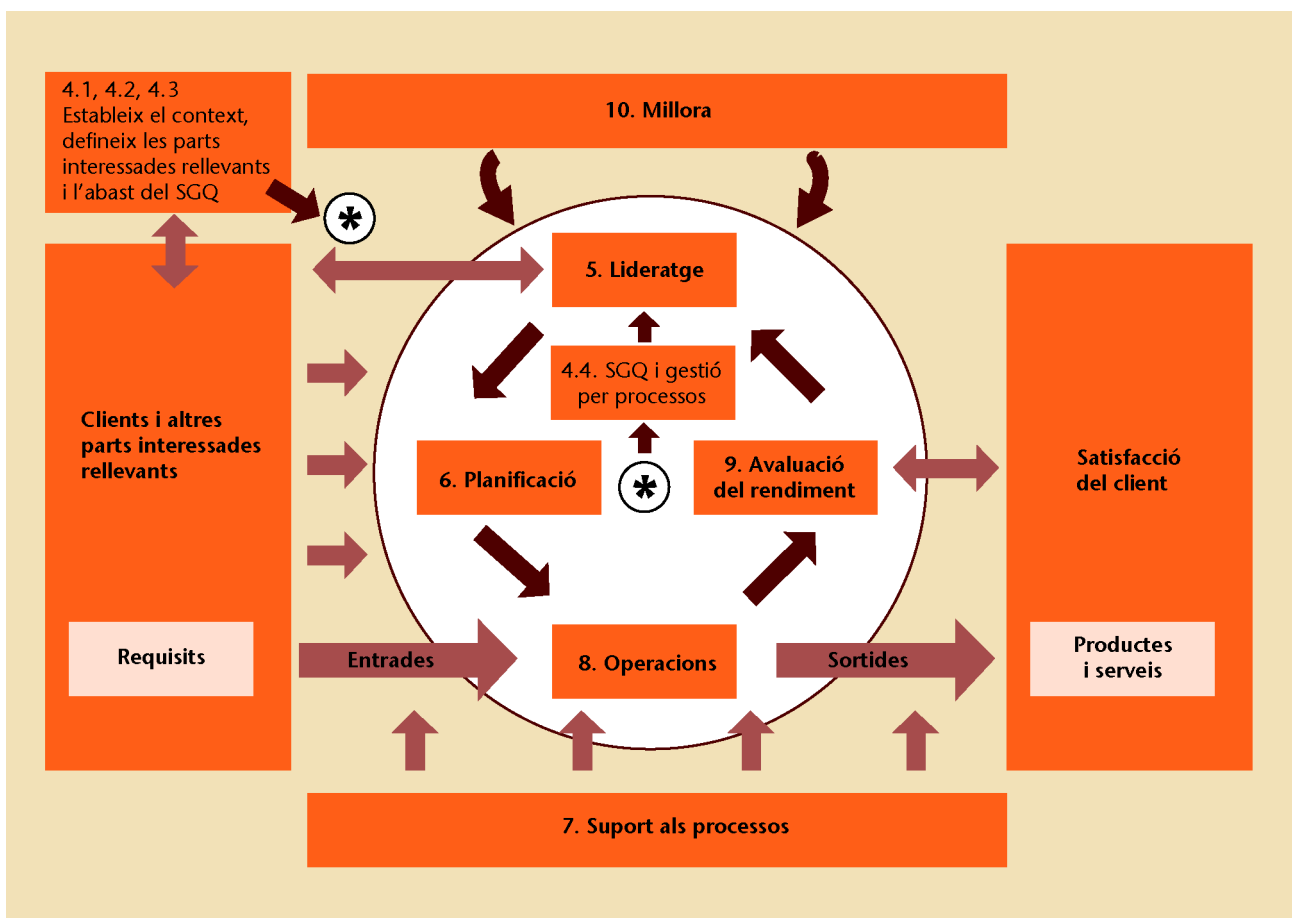 4.1, 4.2, 4.3
Estableix el context,
defineix les parts
interessades rellevants
i l'abast del SGQ
10. Millora
*
5. Lideratge
4.4. SGQ i gestió
per processos
Clients i altres
parts interessades
rellevants
6. Planificació
*
9. Avaluació
del rendiment
Satisfacció
del client
Requisits
Entrades
8. Operacions
Sortides
Productes
i serveis
7. Suport als processos